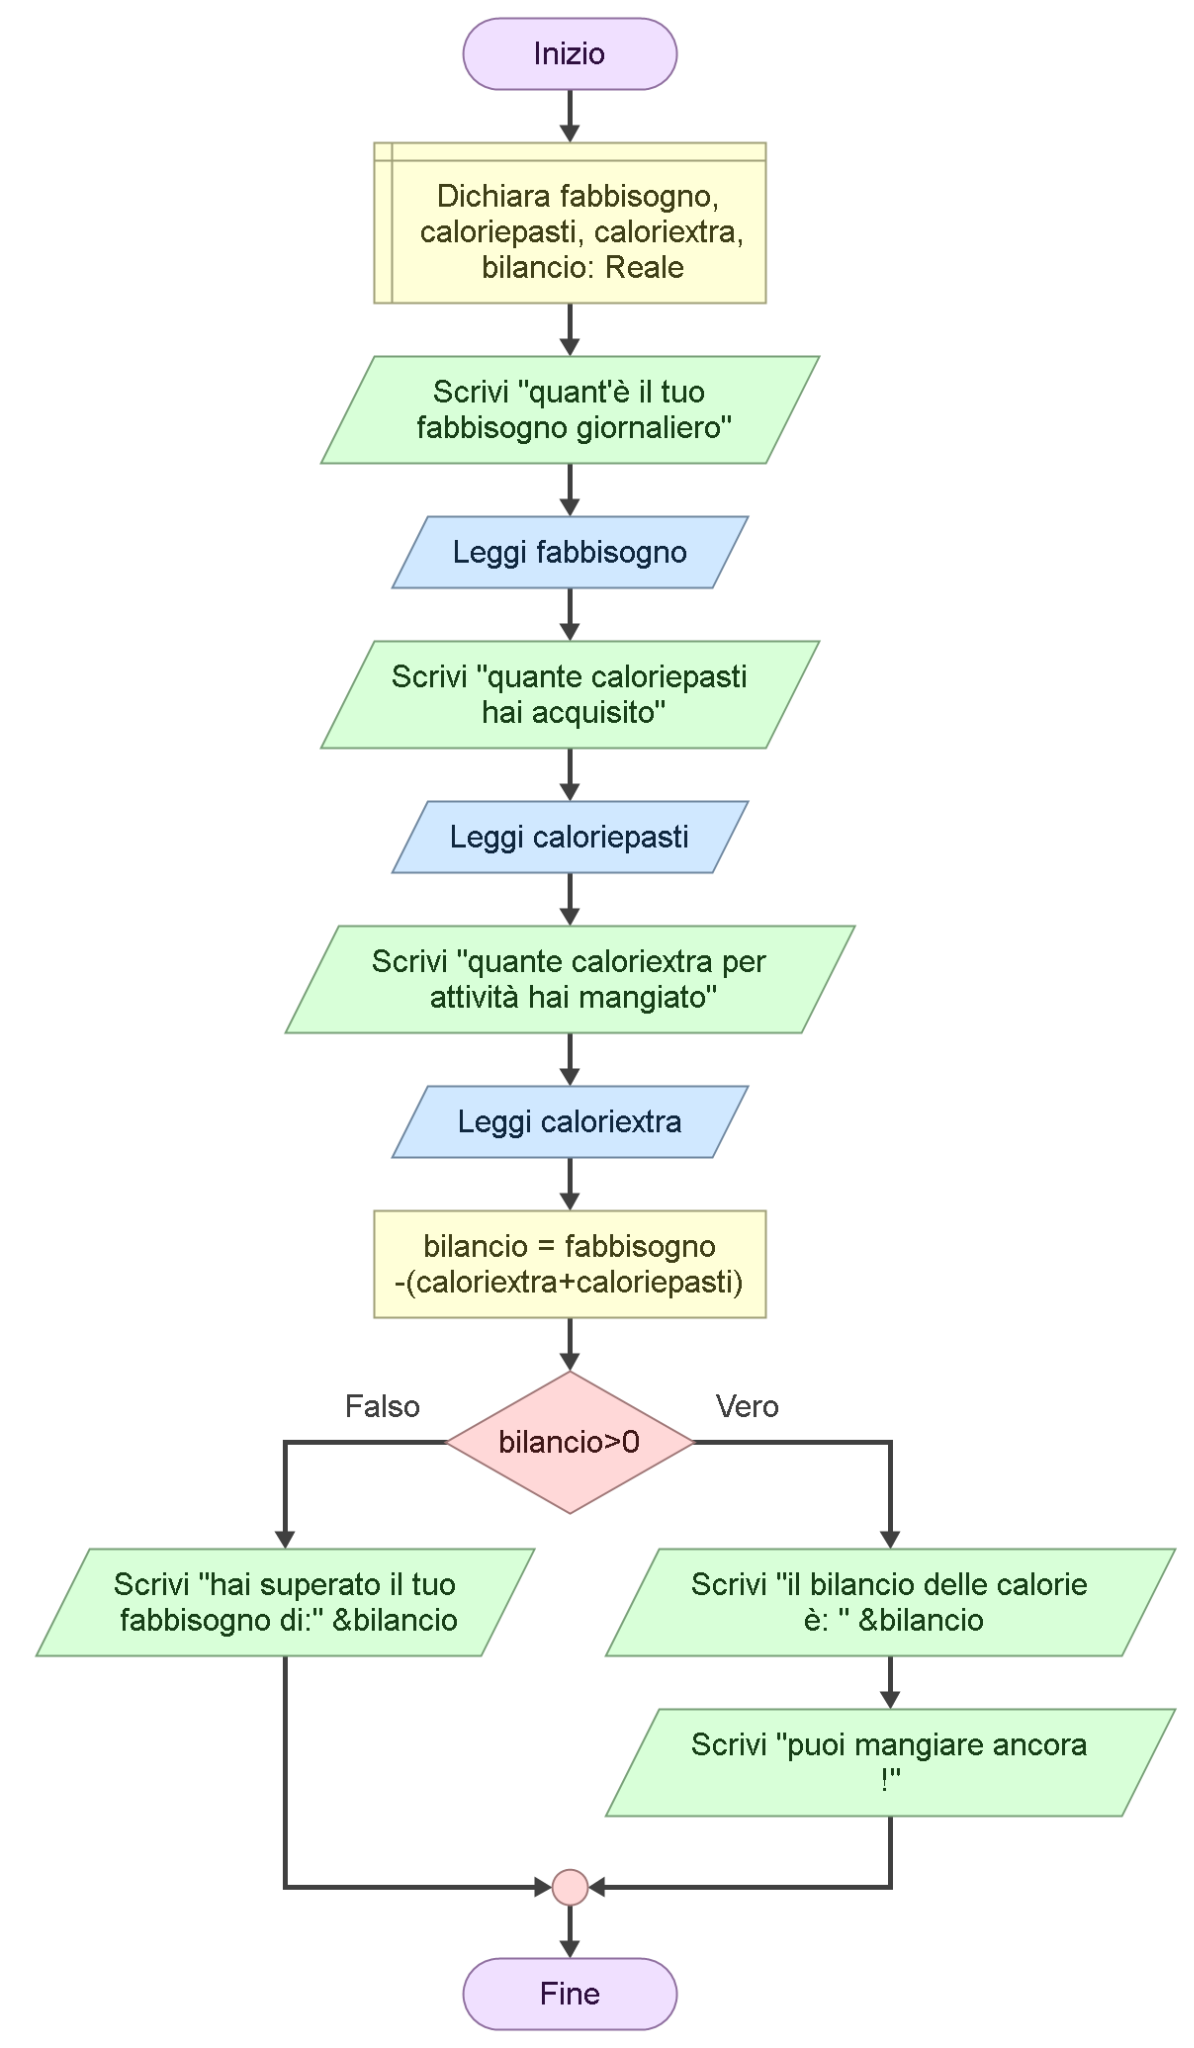 Inizio
Dichiara fabbisogno,
caloriepasti, caloriextra,
bilancio: Reale
Scrivi "quant'è il tuo
fabbisogno giornaliero"
Leggi fabbisogno
Scrivi "quante caloriepasti
hai acquisito"
Leggi caloriepasti
Scrivi "quante caloriextra per
attività hai mangiato"
Leggi caloriextra
bilancio = fabbisogno
-(caloriextra+caloriepasti)
Falso
Vero
bilancio>0
Scrivi "hai superato il tuo
fabbisogno di:" &bilancio
Scrivi "il bilancio delle calorie
è: " &bilancio
Scrivi "puoi mangiare ancora
!"
Fine